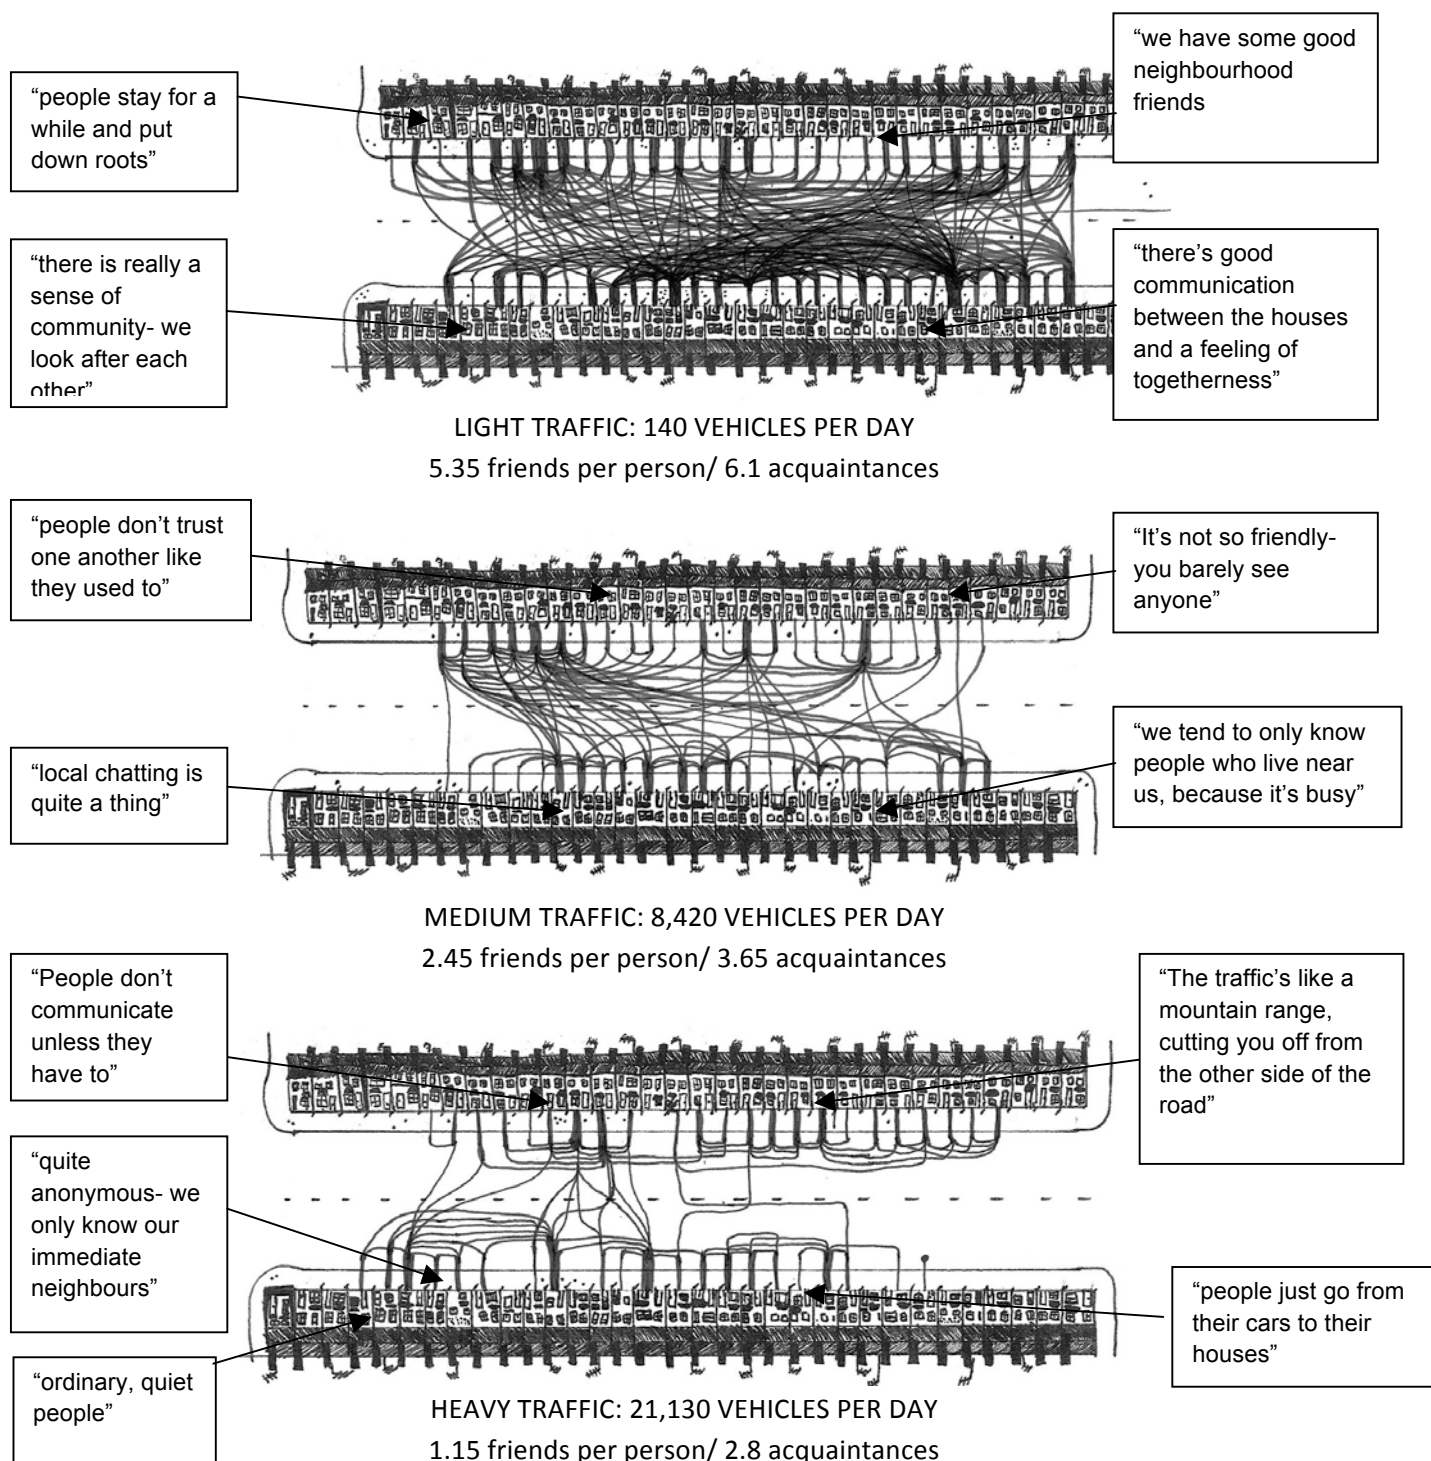 “we have some good
neighbourhood
friends
“people stay for a
while and put
down roots”
“there is really a
sense of
community- we
look after each
other”
“there’s good
communication
between the houses
and a feeling of
togetherness”
LIGHT TRAFFIC: 140 VEHICLES PER DAY
5.35 friends per person/ 6.1 acquaintances
“people don’t trust
one another like
they used to”
“It’s not so friendly-
you barely see
anyone”
“local chatting is
quite a thing”
“we tend to only know
people who live near
us, because it’s busy”
MEDIUM TRAFFIC: 8,420 VEHICLES PER DAY
2.45 friends per person/ 3.65 acquaintances
“People don’t
communicate
unless they
have to”
“The traffic’s like a
mountain range,
cutting you off from
the other side of the
road”
“quite
anonymous- we
only know our
immediate
neighbours”
“people just go from
their cars to their
houses”
“ordinary, quiet
people”
HEAVY TRAFFIC: 21,130 VEHICLES PER DAY
1.15 friends per person/ 2.8 acquaintances